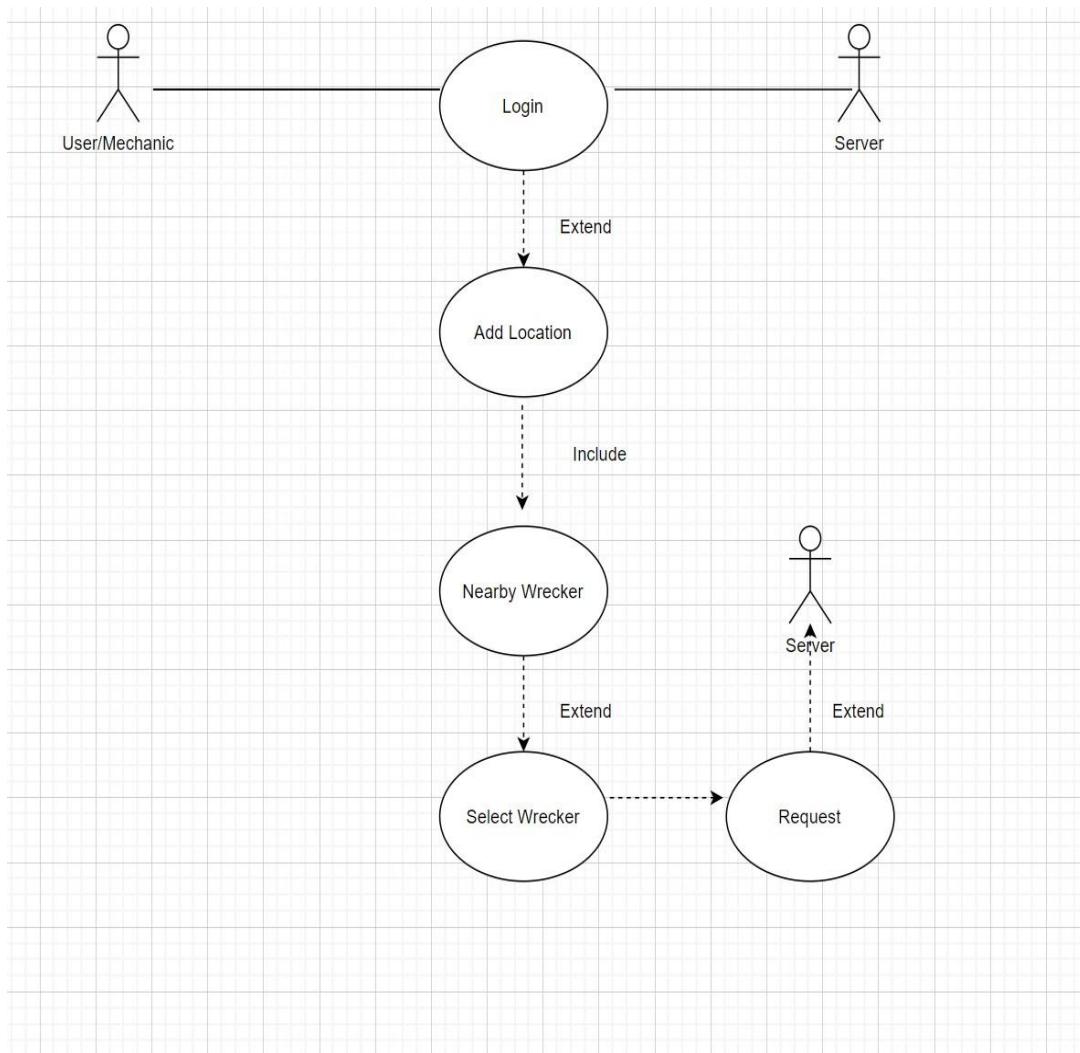 Login
User/Mechanic
Server
Extend
Add Location
Include
Nearby Wrecker
Server
Extend
Extend
Select Wrecker
Request